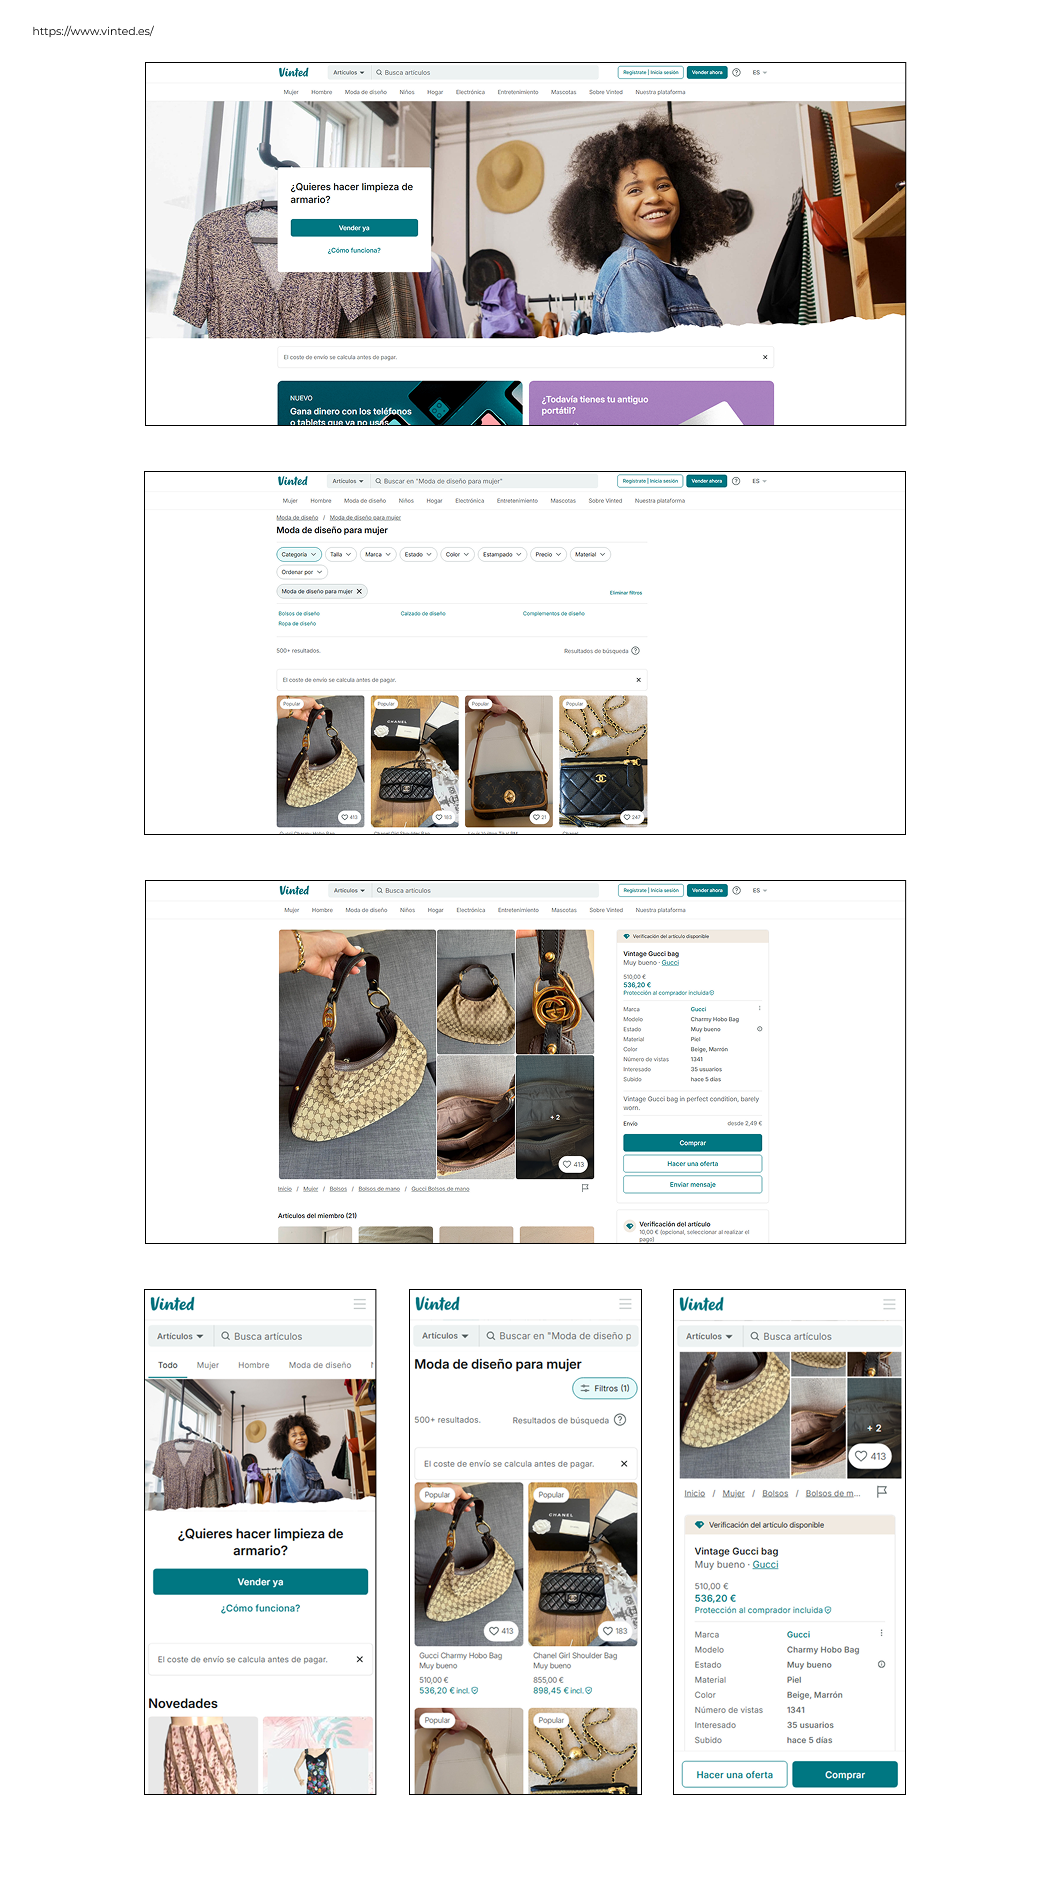 https://www.vinted.es/
Vinted
Artículos
Busca artículos
Regístrate | Inicia sesión
Vender ahora
ES
Mujer
Hombre
Moda de diseño
Niños
Hogar
Electrónica
Entretenimiento
Mascotas
Sobre Vinted
Nuestra plataforma
¿Quieres hacer limpieza de
armario?
Vender ya
¿Cómo funciona?
El coste de envío se calcula antes de pagar.
NUEVO
Gana dinero con los teléfonos
o tablets que ya no usas
¿Todavía tienes tu antiguo
portátil?
Vinted
Artículos
Buscar en "Moda de diseño para mujer"
Regístrate | Inicia sesión
Vender ahora
ES
Mujer
Hombre
Moda de diseño
Niños
Hogar
Electrónica
Entretenimiento
Mascotas
Sobre Vinted
Nuestra plataforma
Moda de diseño / Moda de diseño para mujer
Moda de diseño para mujer
Categoría
Talla
Marca
Estado
Color
Estampado
Precio
Material
Ordenar por
Moda de diseño para mujer
Eliminar filtros
Bolsos de diseño
Calzado de diseño
Complementos de diseño
Ropa de diseño
500+ resultados.
Resultados de búsqueda
El coste de envío se calcula antes de pagar.
Popular
Popular
Popular
Popular
CHANEL
413
183
21
247
Gucci Charmy Hobo Bag
Chanel Girl Shoulder Bag
Chanel
Vinted
Artículos
Busca artículos
Regístrate | Inicia sesión
Vender ahora
ES
Mujer
Hombre
Moda de diseño
Niños
Hogar
Electrónica
Entretenimiento
Mascotas
Sobre Vinted
Nuestra plataforma
+ 2
413
Inicio / Mujer / Bolsos / Bolsos de mano / Gucci Bolsos de mano
Artículos del miembro (21)
Verificación del artículo disponible
Vintage Gucci bag
Muy bueno · Gucci
510,00 €
536,20 €
Protección al comprador incluida
Marca Gucci
Modelo Charmy Hobo Bag
Estado Muy bueno
Material Piel
Color Beige, Marrón
Número de vistas 1341
Interesado 35 usuarios
Subido hace 5 días
Vintage Gucci bag in perfect condition, barely
worn.
Envío desde 2,49 €
Comprar
Hacer una oferta
Enviar mensaje
Verificación del artículo
10,00 € (opcional, seleccionar al realizar el
pago)
Vinted
Artículos
Busca artículos
Todo
Mujer
Hombre
Moda de diseño
¿Quieres hacer limpieza de
armario?
Vender ya
¿Cómo funciona?
El coste de envío se calcula antes de pagar.
Novedades
Vinted
Artículos
Buscar en "Moda de diseño p
Moda de diseño para mujer
Filtros (1)
500+ resultados.
Resultados de búsqueda
El coste de envío se calcula antes de pagar.
Popular
Popular
CHANEL
413
183
Gucci Charmy Hobo Bag
Muy bueno
510,00 €
536,20 € incl.
Chanel Girl Shoulder Bag
Muy bueno
855,00 €
898,45 € incl.
Popular
Popular
Vinted
Artículos
Busca artículos
+ 2
413
Inicio / Mujer / Bolsos / Bolsos de m...
Verificación del artículo disponible
Vintage Gucci bag
Muy bueno · Gucci
510,00 €
536,20 €
Protección al comprador incluida
Marca Gucci
Modelo Charmy Hobo Bag
Estado Muy bueno
Material Piel
Color Beige, Marrón
Número de vistas 1341
Interesado 35 usuarios
Subido hace 5 días
Hacer una oferta
Comprar